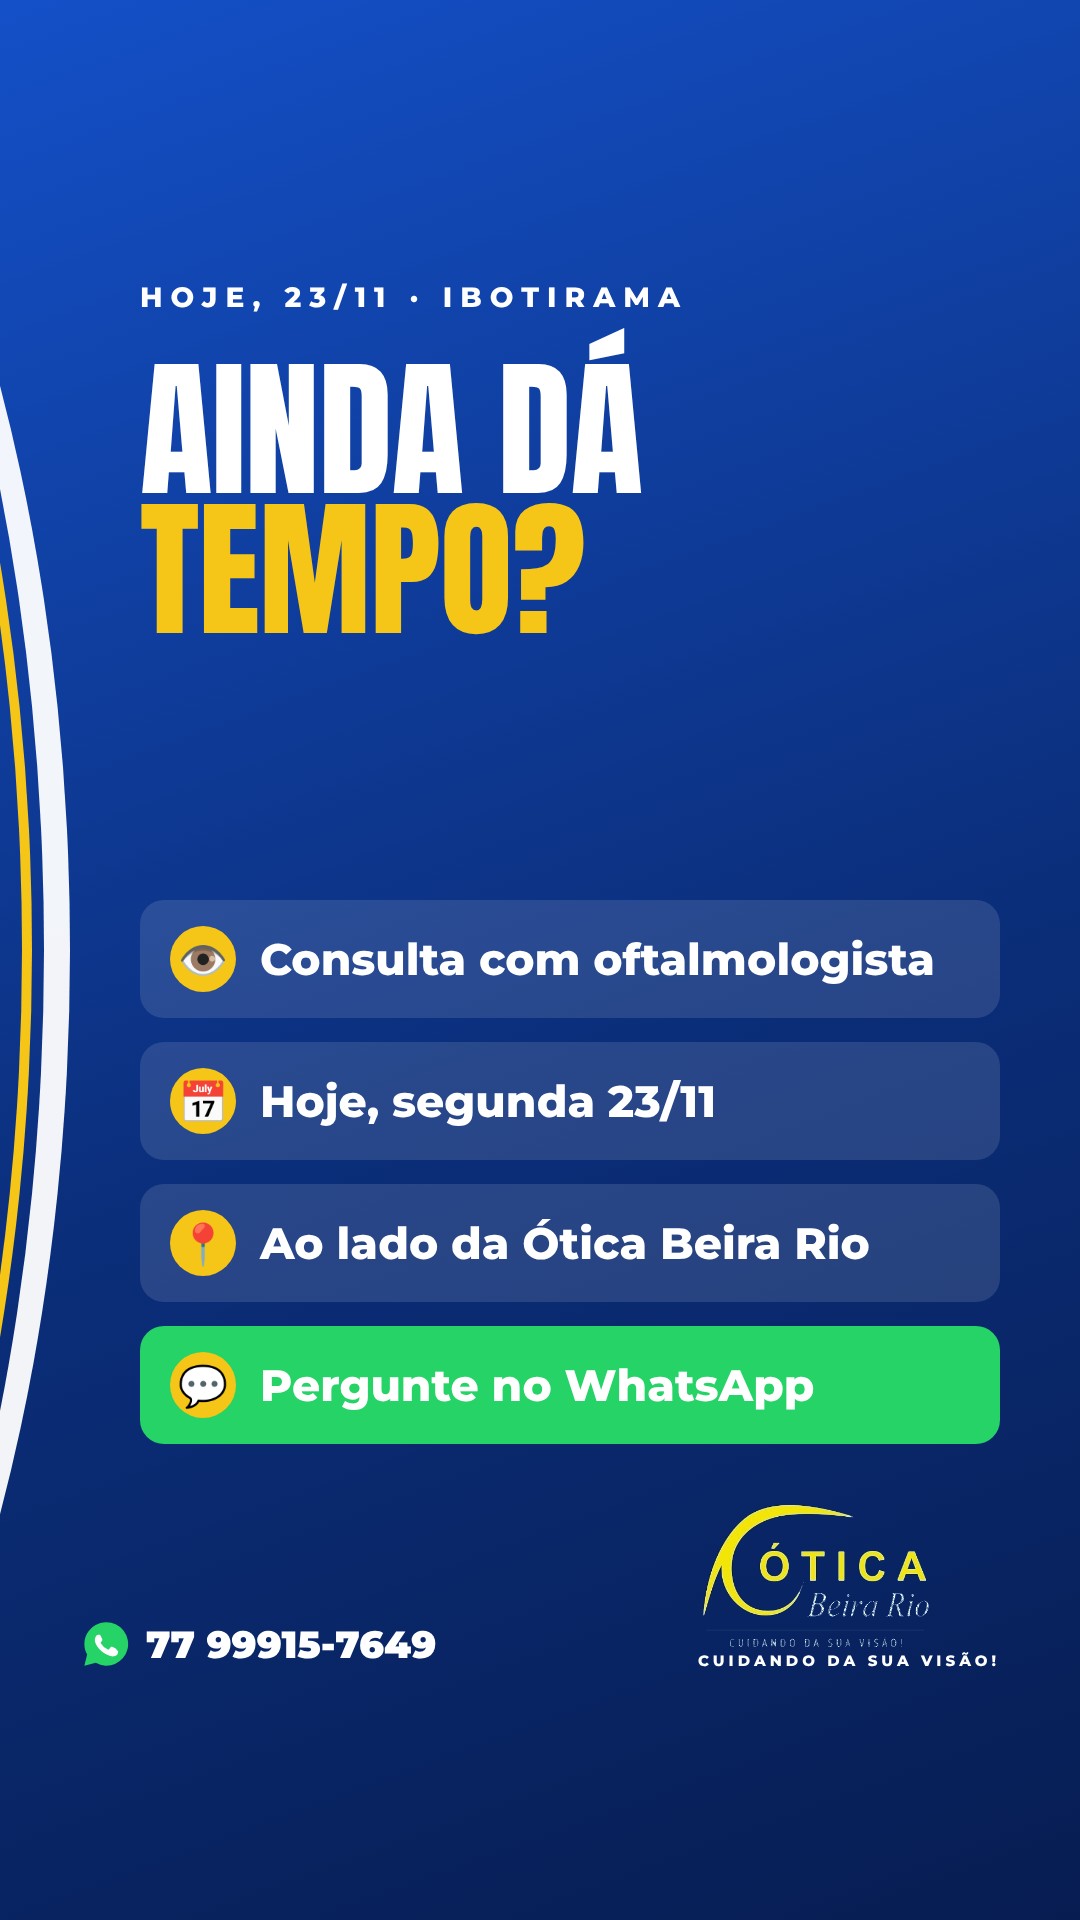 HOJE, 23/11 · IBOTIRAMA
AINDA DÁ
TEMPO?
Consulta com oftalmologista
July
17
Hoje, segunda 23/11
Ao lado da Ótica Beira Rio
Pergunte no WhatsApp
ÓTICA
Beira Rio
CUIDANDO DA SUA VISÃO!
77 99915-7649
CUIDANDO DA SUA VISÃO!